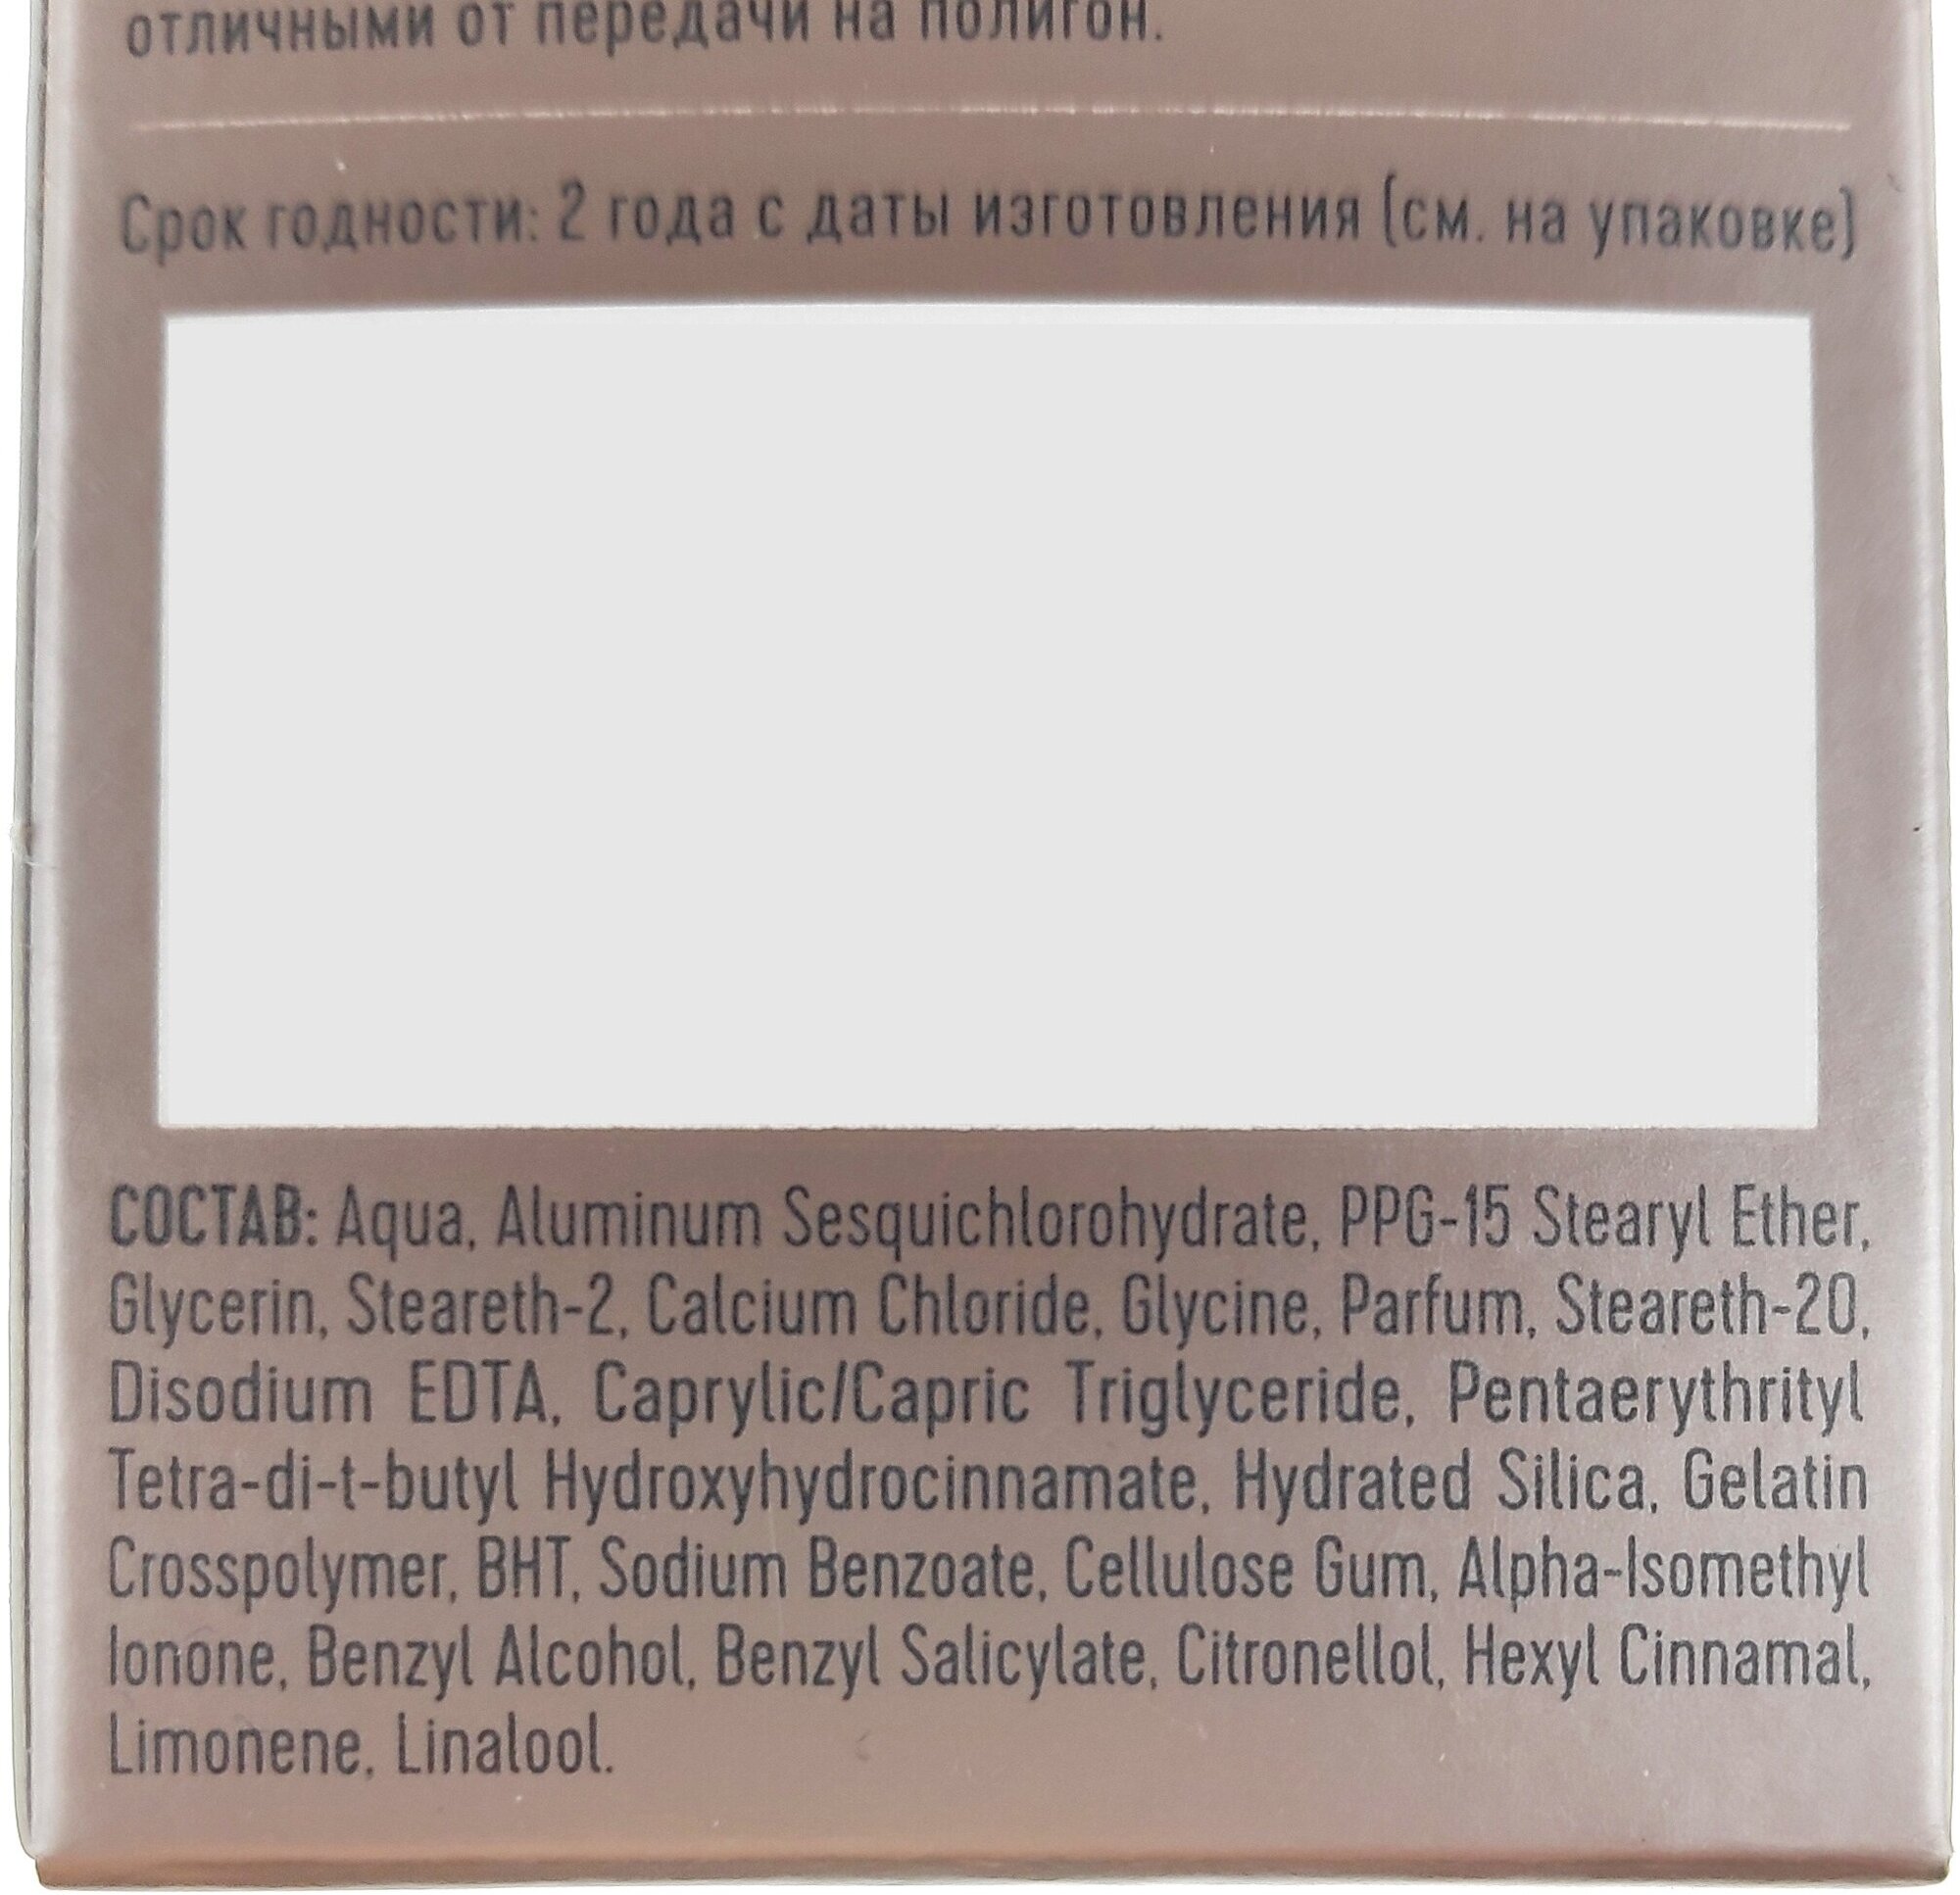 отличными от передачи на полигон.
Срок годности: 2 года с даты изготовления (см. на упаковке)
СОСТАВ: Aqua, Aluminum Sesquichlorohydrate, PPG-15 Stearyl Ether,
Glycerin, Steareth-2, Calcium Chloride, Glycine, Parfum, Steareth-20,
Disodium EDTA, Caprylic/Capric Triglyceride, Pentaerythrityl
Tetra-di-t-butyl Hydroxyhydrocinnamate, Hydrated Silica, Gelatin
Crosspolymer, BHT, Sodium Benzoate, Cellulose Gum, Alpha-Isomethyl
Ionone, Benzyl Alcohol, Benzyl Salicylate, Citronellol, Hexyl Cinnamal,
Limonene, Linalool.